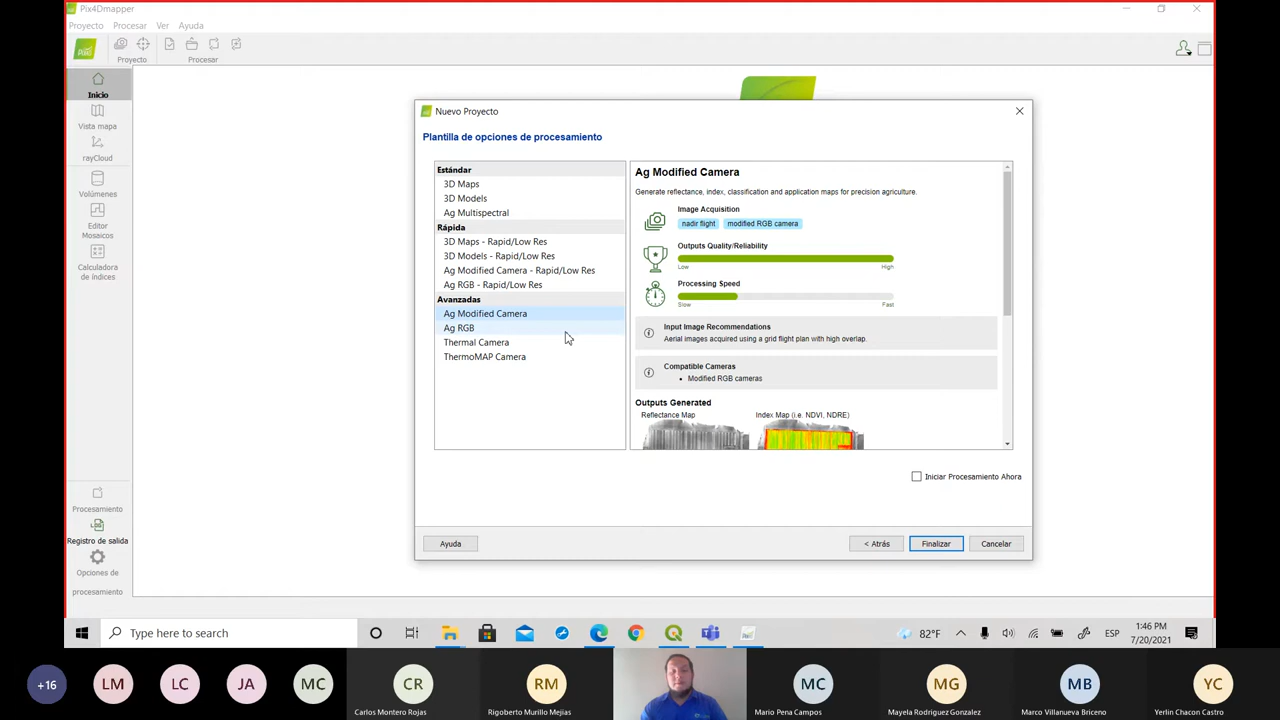 Pix4Dmapper
Proyecto Procesar Ver Ayuda
Proyecto
Procesar
Inicio
Vista mapa
rayCloud
Volúmenes
Editor
Mosaicos
Calculadora
de índices
Procesamiento
Registro de salida
Opciones de
procesamiento
Nuevo Proyecto
Plantilla de opciones de procesamiento
Estándar
3D Maps
3D Models
Ag Multispectral
Rápida
3D Maps - Rapid/Low Res
3D Models - Rapid/Low Res
Ag Modified Camera - Rapid/Low Res
Ag RGB - Rapid/Low Res
Avanzadas
Ag Modified Camera
Ag RGB
Thermal Camera
ThermoMAP Camera
Ag Modified Camera
Generate reflectance, index, classification and application maps for precision agriculture.
Image Acquisition
nadir flight modified RGB camera
Outputs Quality/Reliability
Low High
Processing Speed
Slow Fast
Input Image Recommendations
Aerial images acquired using a grid flight plan with high overlap.
Compatible Cameras
• Modified RGB cameras
Outputs Generated
Reflectance Map Index Map (i.e. NDVI, NDRE)
Iniciar Procesamiento Ahora
Ayuda < Atrás Finalizar Cancelar
Type here to search
82°F
ESP
1:46 PM
7/20/2021
+16 LM LC JA MC CR RM MC MG MB YC
Carlos Montero Rojas Rigoberto Murillo Mejias Mario Pena Campos Mayela Rodriguez Gonzalez Marco Villanueva Briceno Yerlin Chacon Castro